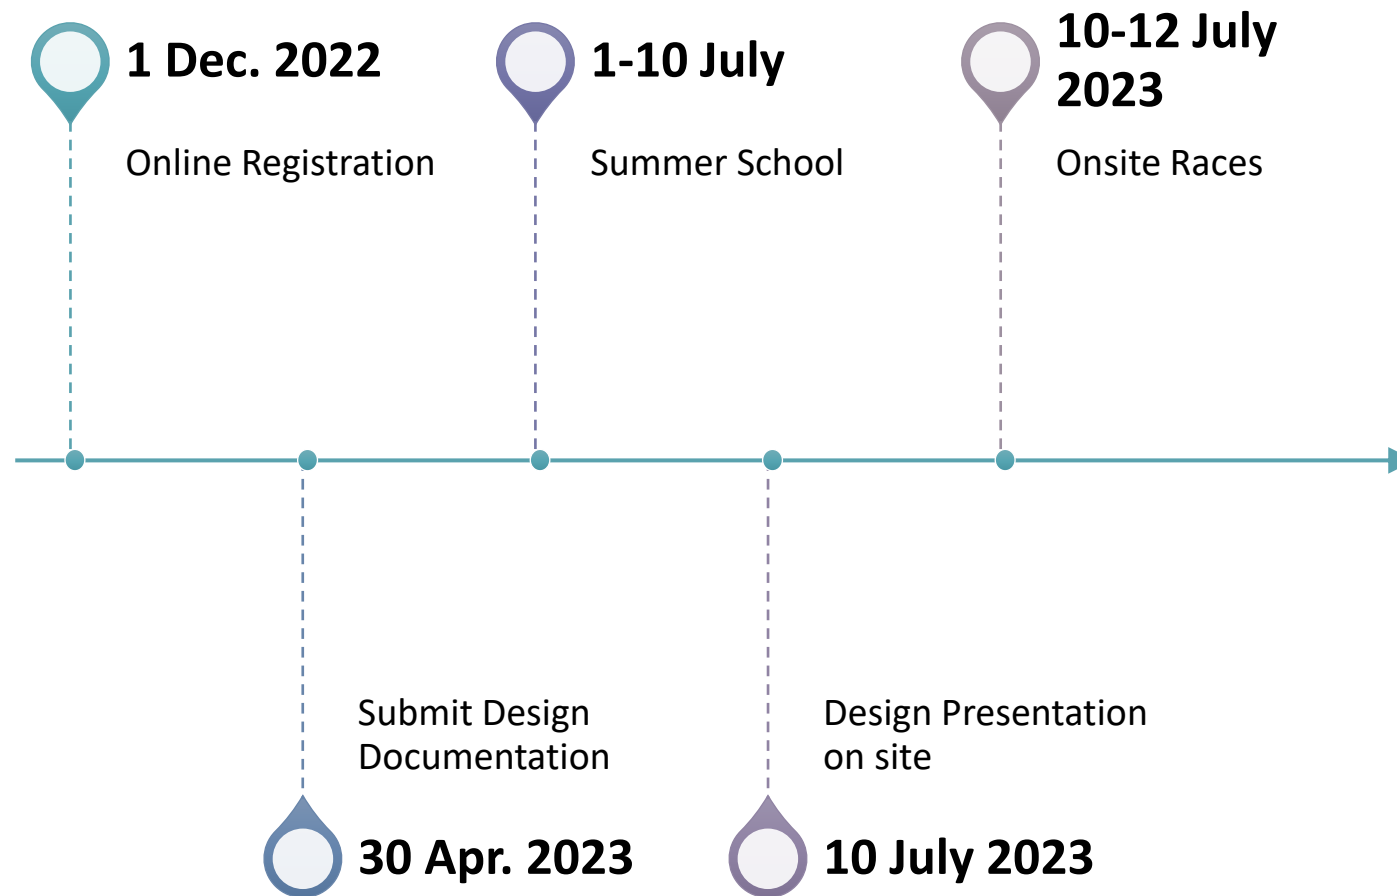 1 Dec. 2022
Online Registration
1-10 July
Summer School
10-12 July
2023
Onsite Races
Submit Design
Documentation
30 Apr. 2023
Design Presentation
on site
10 July 2023